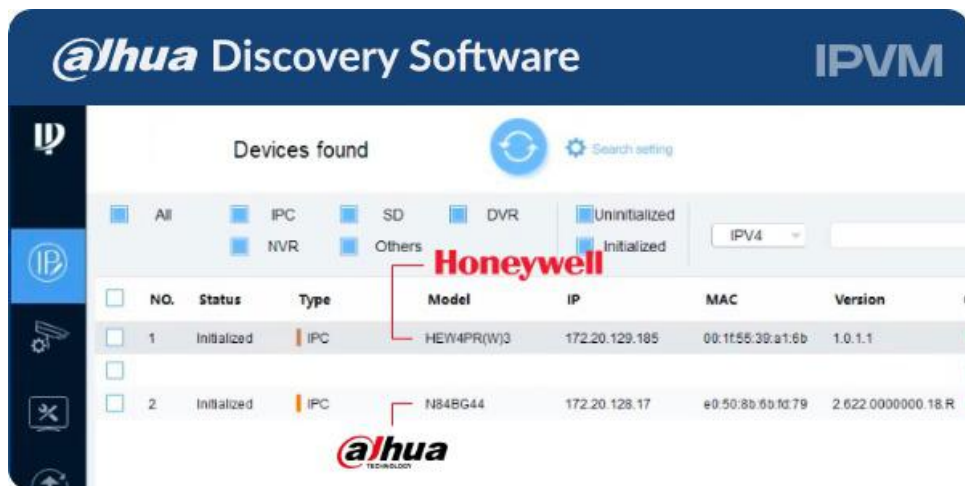 alhua Discovery Software IPVM
Devices found Search setting
All IPC SD DVR Uninitialized
NVR Others Initialized IPV4
Honeywell
NO. Status Type Model IP MAC Version
1 Initialized IPC HEW4PR(W)3 172.20.129.185 00:1f:55:39:a1:6b 1.0.1.1
2 Initialized IPC N84BG44 172.20.128.17 e0:50:8b:6b:fd:79 2.622.0000000.18.R
alhua
TECHNOLOGY